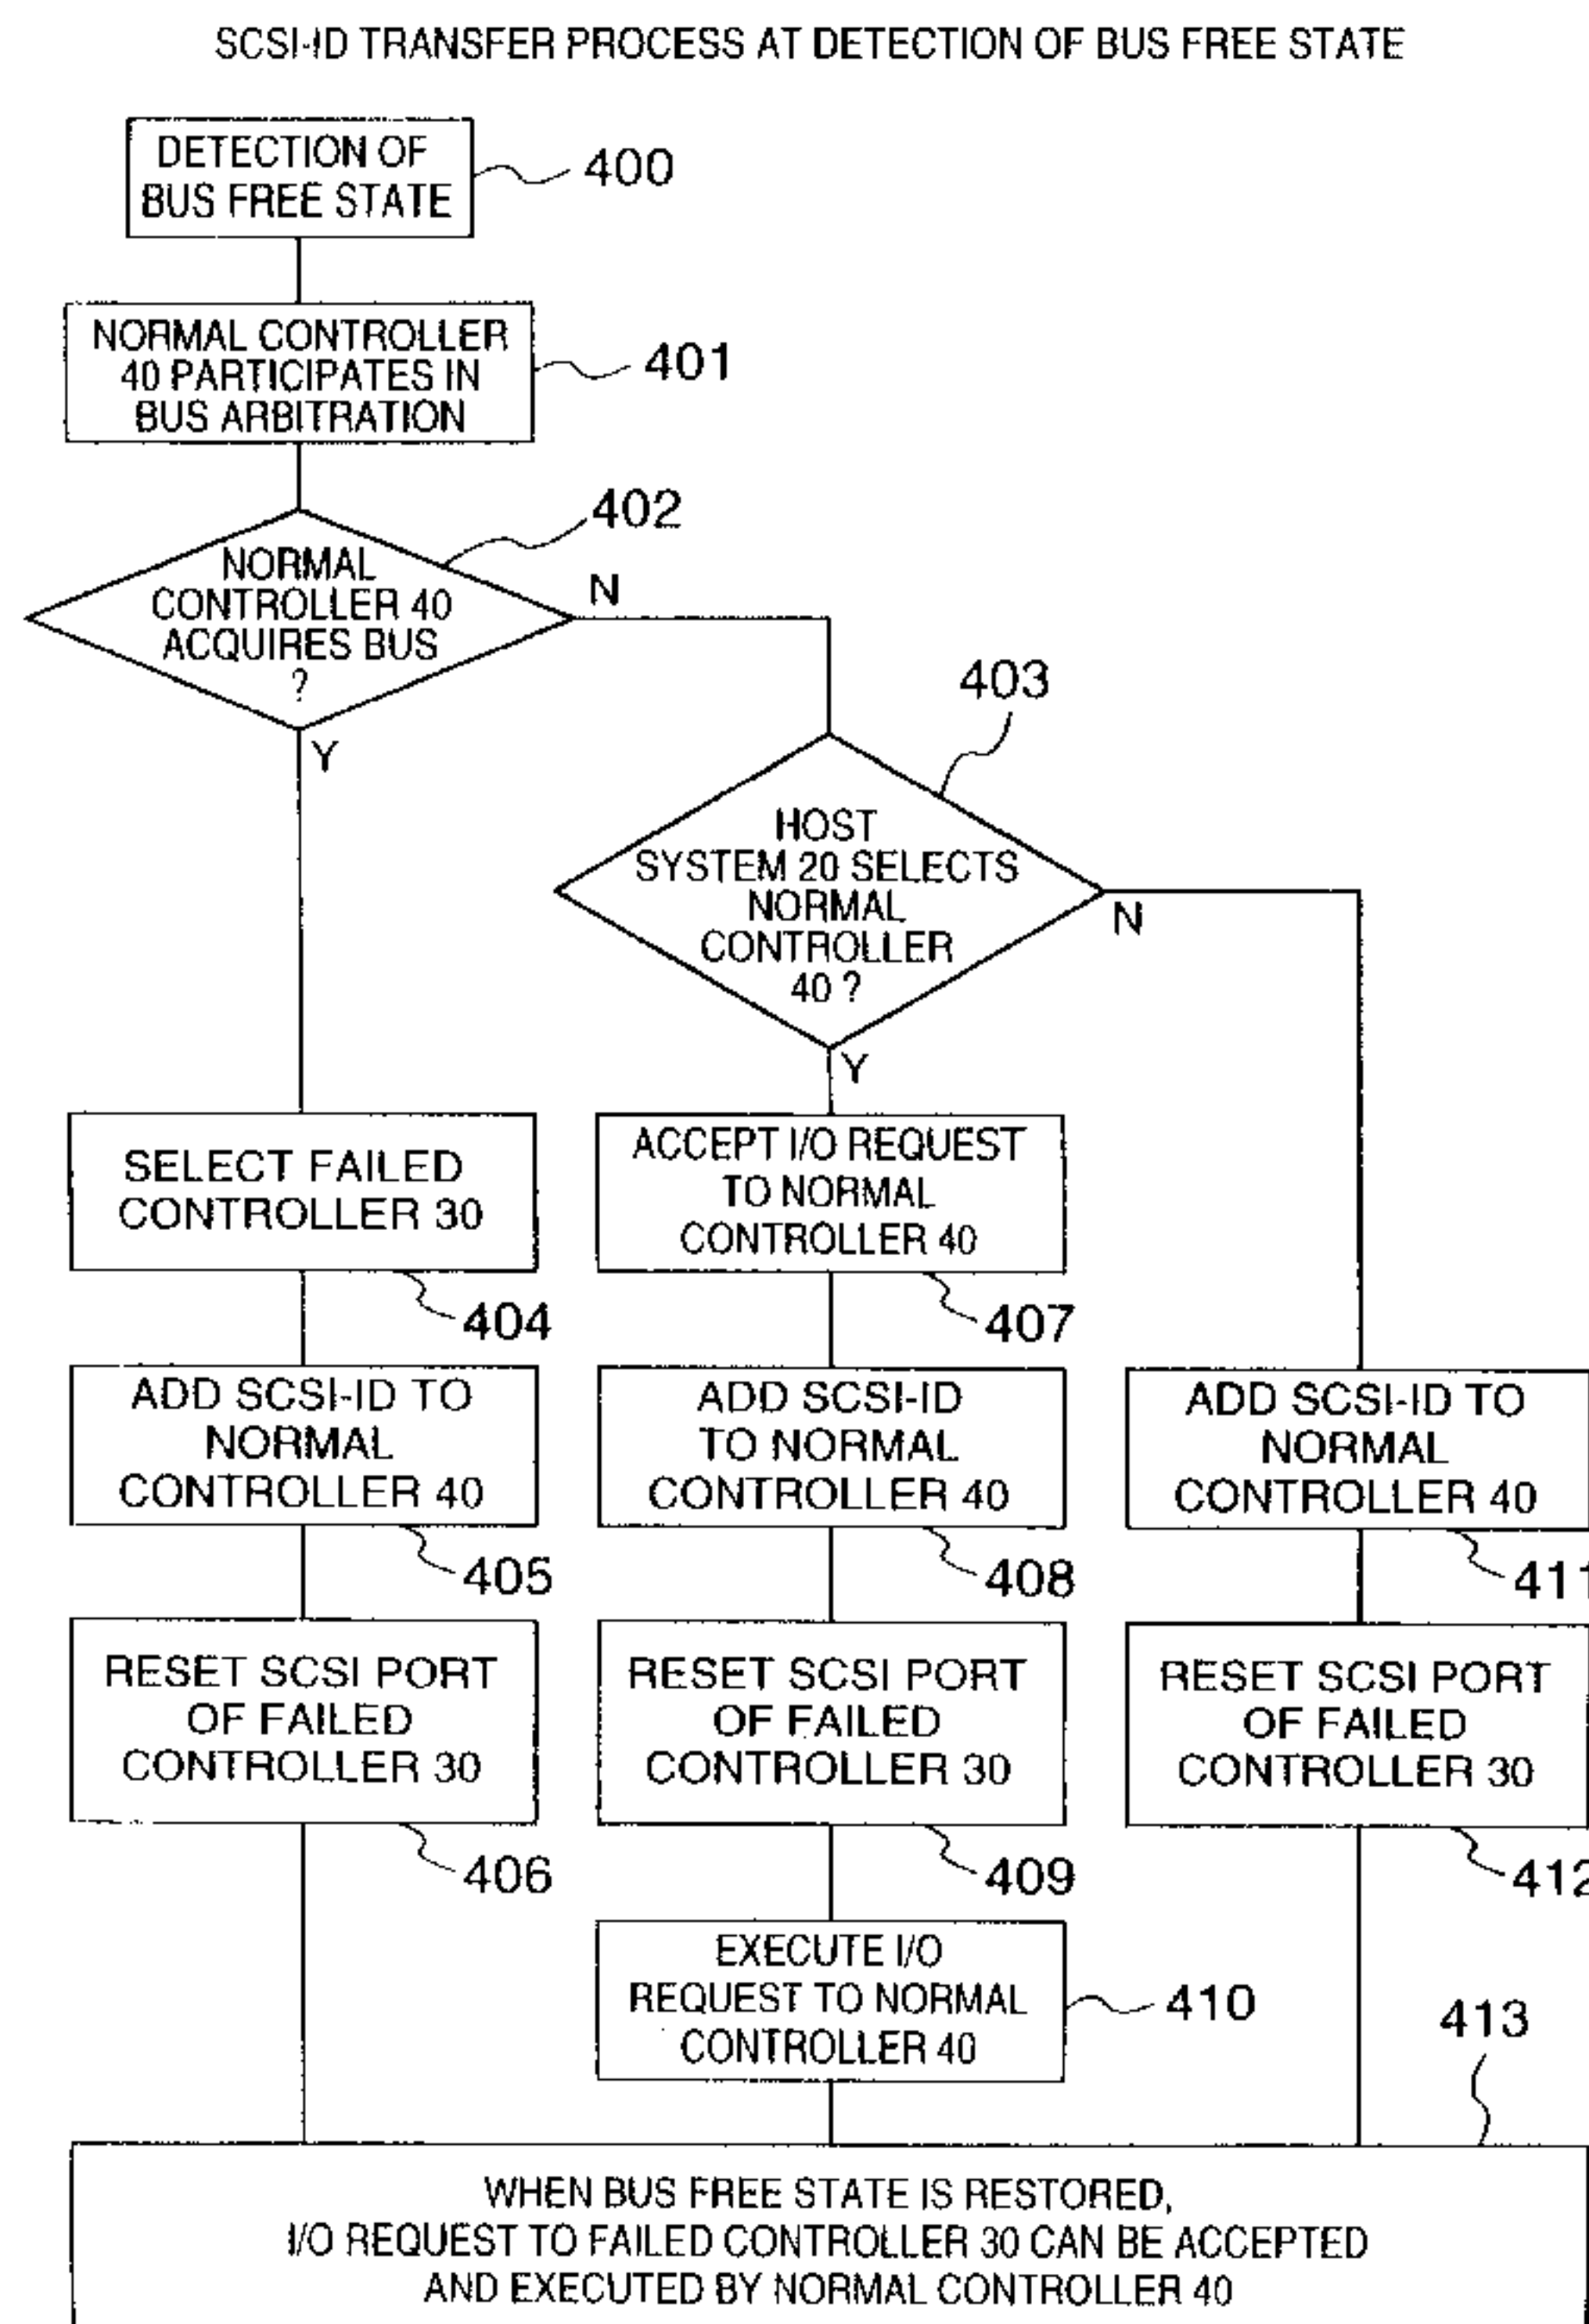 SCSI-ID TRANSFER PROCESS AT DETECTION OF BUS FREE STATE
DETECTION OF
BUS FREE STATE
400
NORMAL CONTROLLER
40 PARTICIPATES IN
BUS ARBITRATION
401
402
NORMAL
CONTROLLER 40
ACQUIRES BUS
?
N
Y
403
HOST
SYSTEM 20 SELECTS
NORMAL
CONTROLLER
40 ?
N
Y
SELECT FAILED
CONTROLLER 30
404
ACCEPT I/O REQUEST
TO NORMAL
CONTROLLER 40
407
ADD SCSI-ID TO
NORMAL
CONTROLLER 40
405
ADD SCSI-ID
TO NORMAL
CONTROLLER 40
408
ADD SCSI-ID TO
NORMAL
CONTROLLER 40
411
RESET SCSI PORT
OF FAILED
CONTROLLER 30
406
RESET SCSI PORT
OF FAILED
CONTROLLER 30
409
RESET SCSI PORT
OF FAILED
CONTROLLER 30
412
EXECUTE I/O
REQUEST TO NORMAL
CONTROLLER 40
410
413
WHEN BUS FREE STATE IS RESTORED,
I/O REQUEST TO FAILED CONTROLLER 30 CAN BE ACCEPTED
AND EXECUTED BY NORMAL CONTROLLER 40